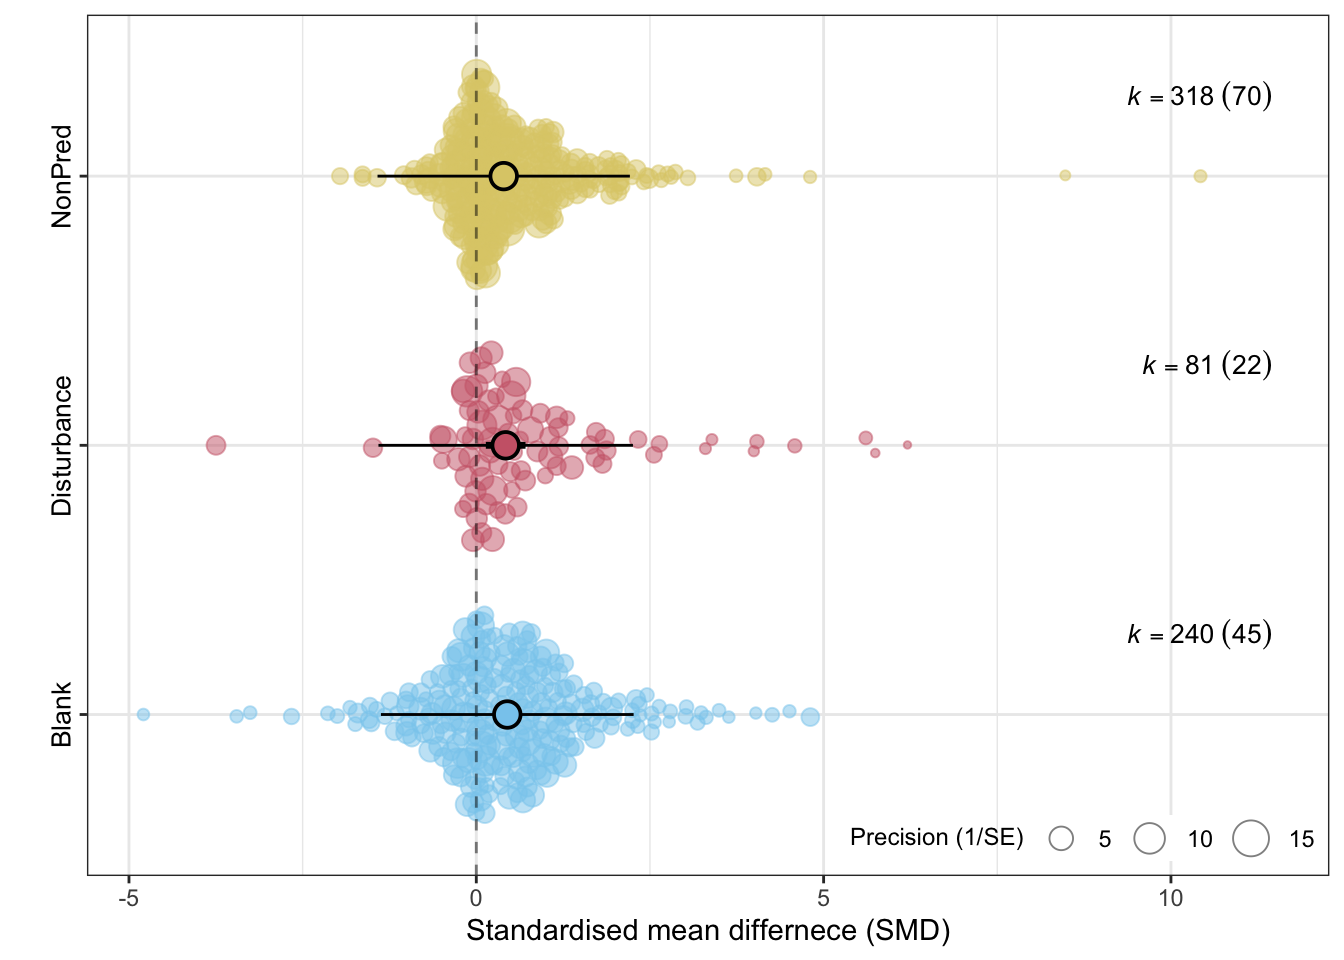 NonPred
k = 318 (70)
Disturbance
k = 81 (22)
Blank
k = 240 (45)
Precision (1/SE) 5 10 15
-5 0 5 10
Standardised mean differnece (SMD)